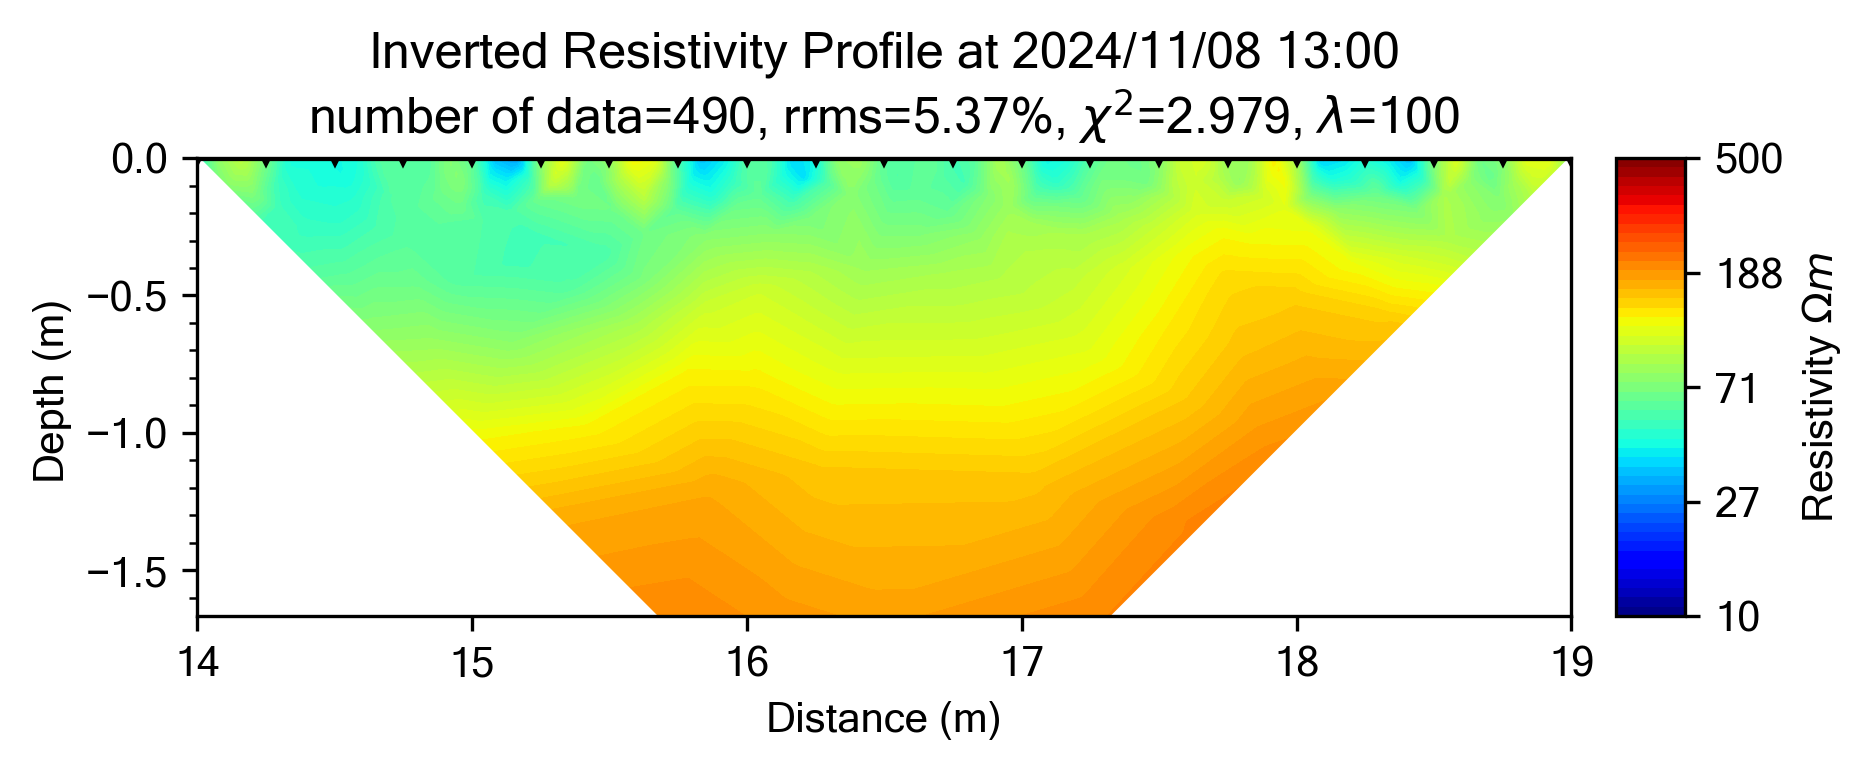 Inverted Resistivity Profile at 2024/11/08 13:00
number of data=490, rrms=5.37%, χ²=2.979, λ=100
0.0
−0.5
−1.0
−1.5
Depth (m)
14 15 16 17 18 19
Distance (m)
500
188
71
27
10
Resistivity Ωm